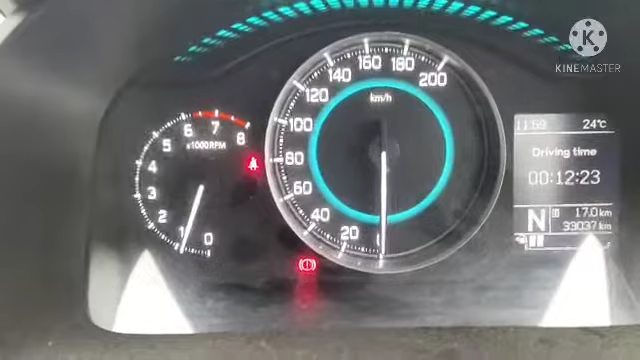 K
KINEMASTER
200
180
160
140
120
100
80
60
40
20
km/h
8
7
6
5
4
3
2
1
0
x1000RPM
11:59 24°C
Driving time
00:12:23
N 17.0 km
33037 km